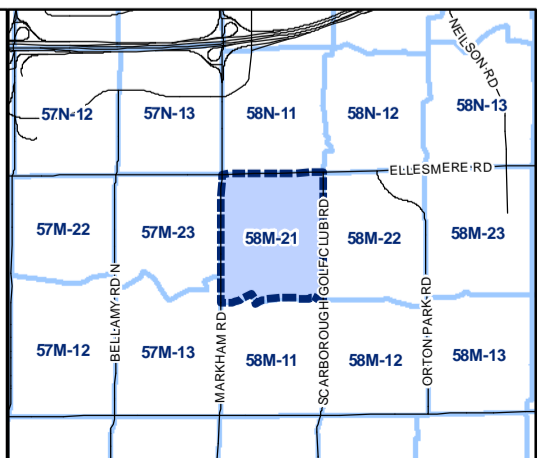 NEILSON RD
57N-12
57N-13
58N-11
58N-12
58N-13
ELLESMERE RD
57M-22
57M-23
58M-21
58M-22
58M-23
BELLAMY RD N
MARKHAM RD
SCARBOROUGH GOLF CLUB RD
ORTON PARK RD
57M-12
57M-13
58M-11
58M-12
58M-13